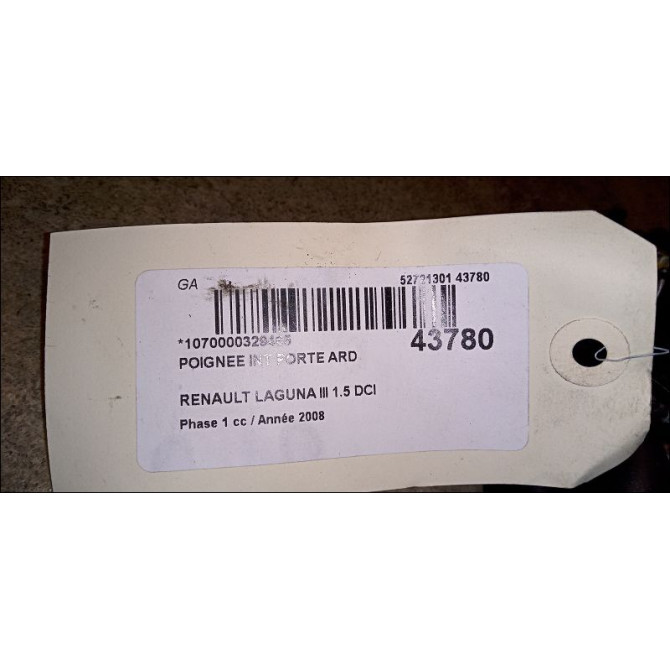 GA 52721301 43780
43780
POIGNEE INT PORTE ARD
RENAULT LAGUNA III 1.5 DCI
Phase 1 cc / Année 2008